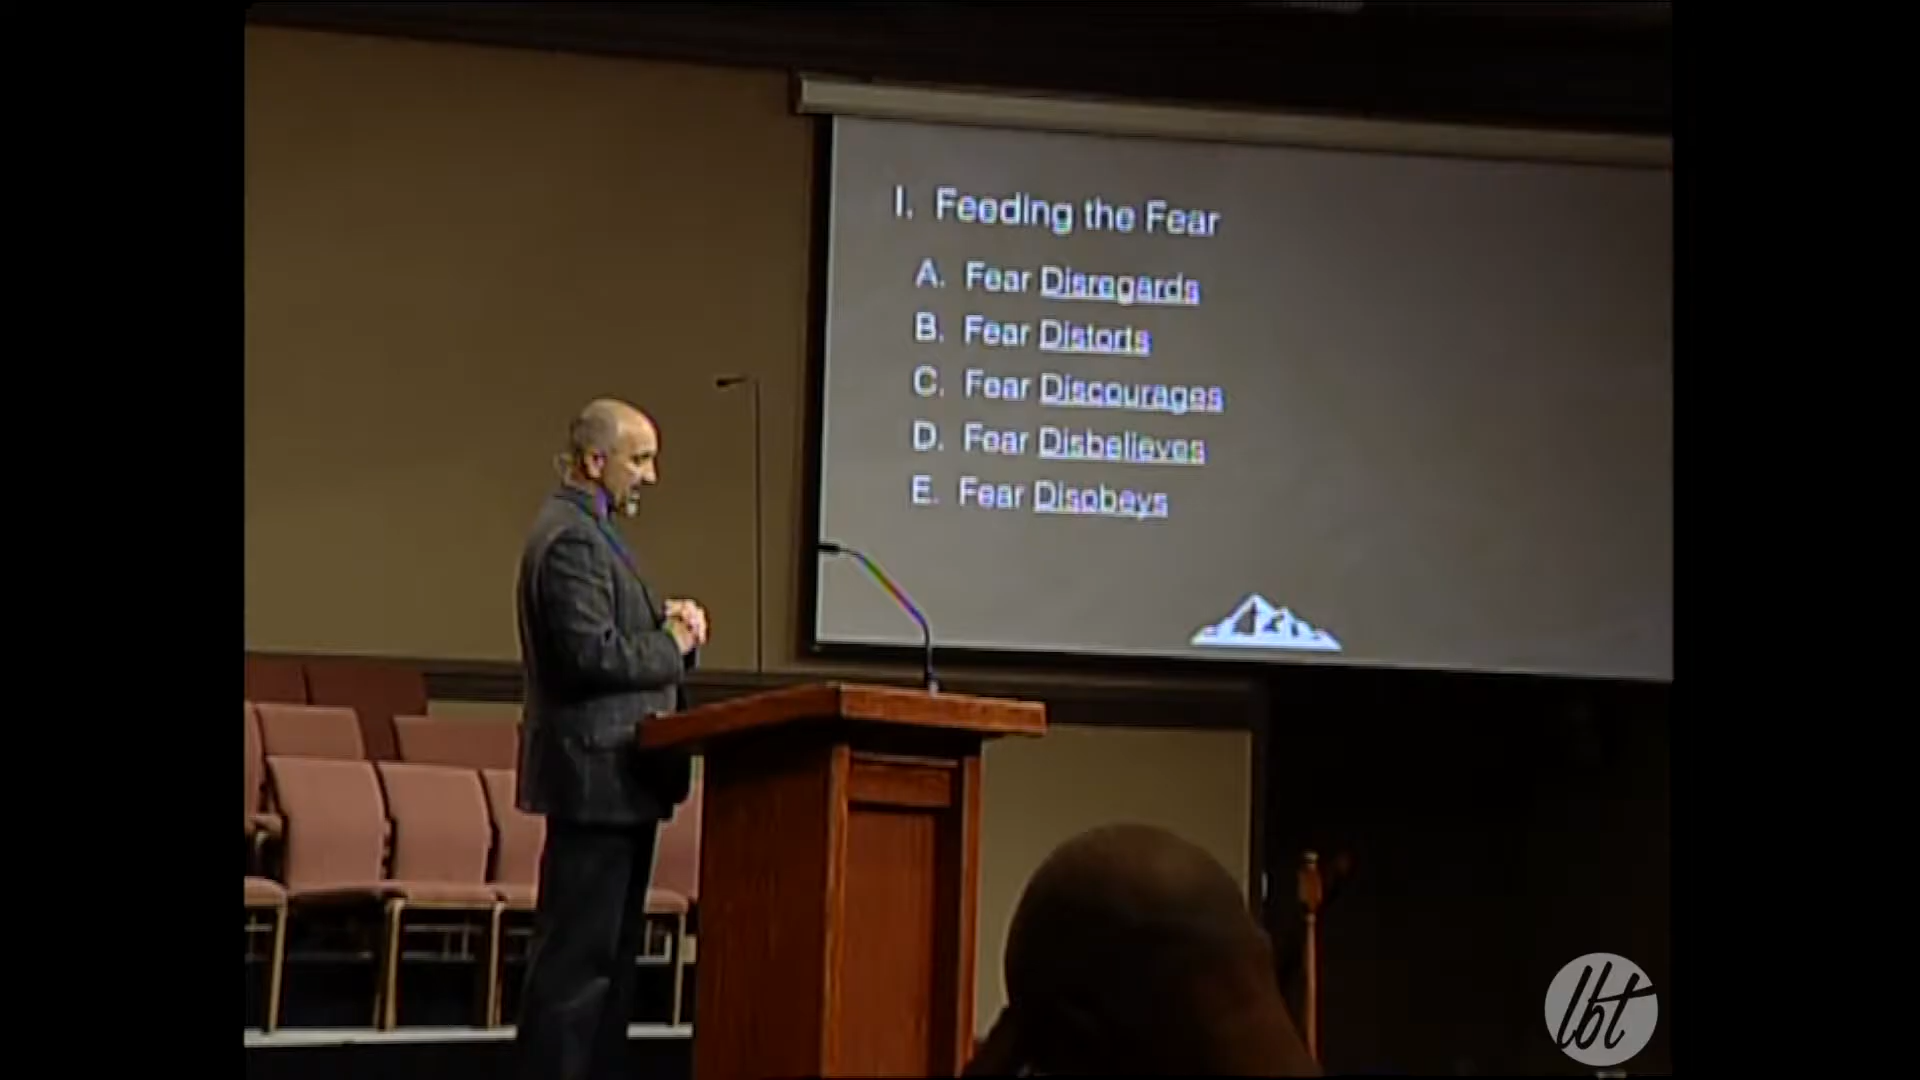 I. Feeding the Fear
A. Fear Disregards
B. Fear Distorts
C. Fear Discourages
D. Fear Disbelieves
E. Fear Disobeys
lbt